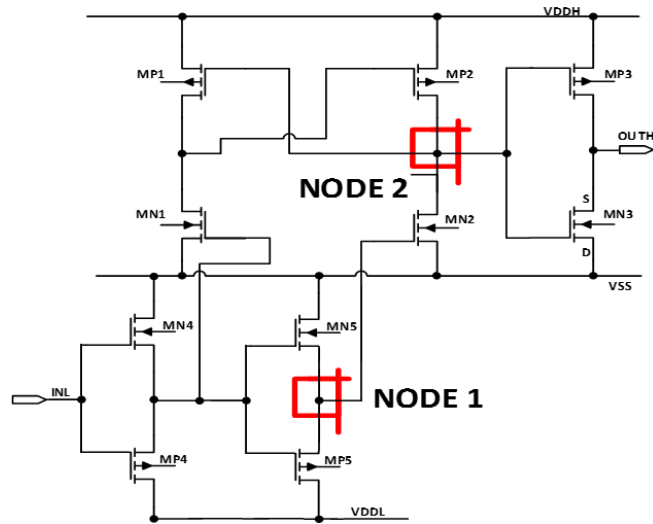 VDDH
MP1
MP2
MP3
OUTH
NODE 2
MN1
MN2
S
MN3
D
VSS
MN4
MN5
INL
NODE 1
MP4
MP5
VDDL